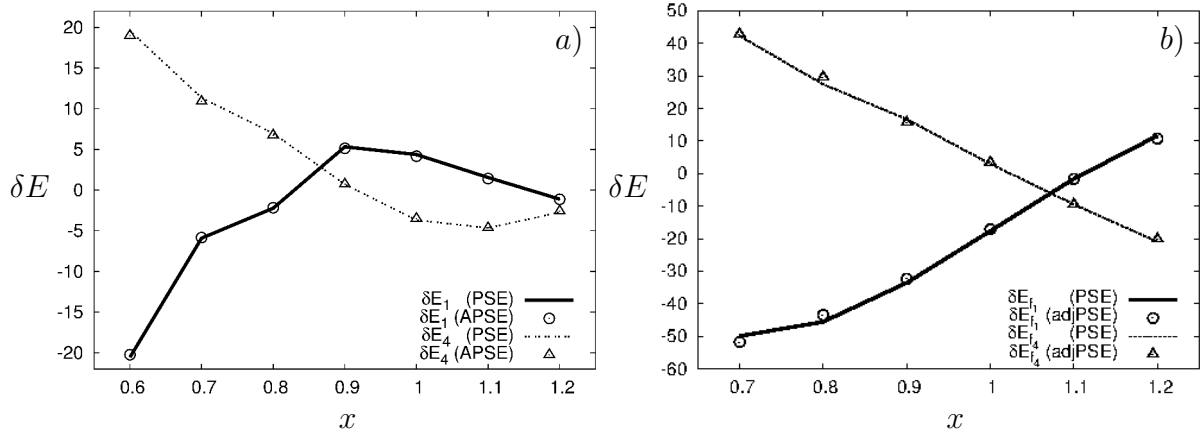 a)
20
15
10
5
0
-5
-10
-15
-20
δE
δE1 (PSE)
δE1 (APSE)
δE4 (PSE)
δE4 (APSE)
0.6 0.7 0.8 0.9 1 1.1 1.2
x
b)
50
40
30
20
10
0
-10
-20
-30
-40
-50
-60
δE
δEf1 (PSE)
δEf1 (adjPSE)
δEf4 (PSE)
δEf4 (adjPSE)
0.7 0.8 0.9 1 1.1 1.2
x